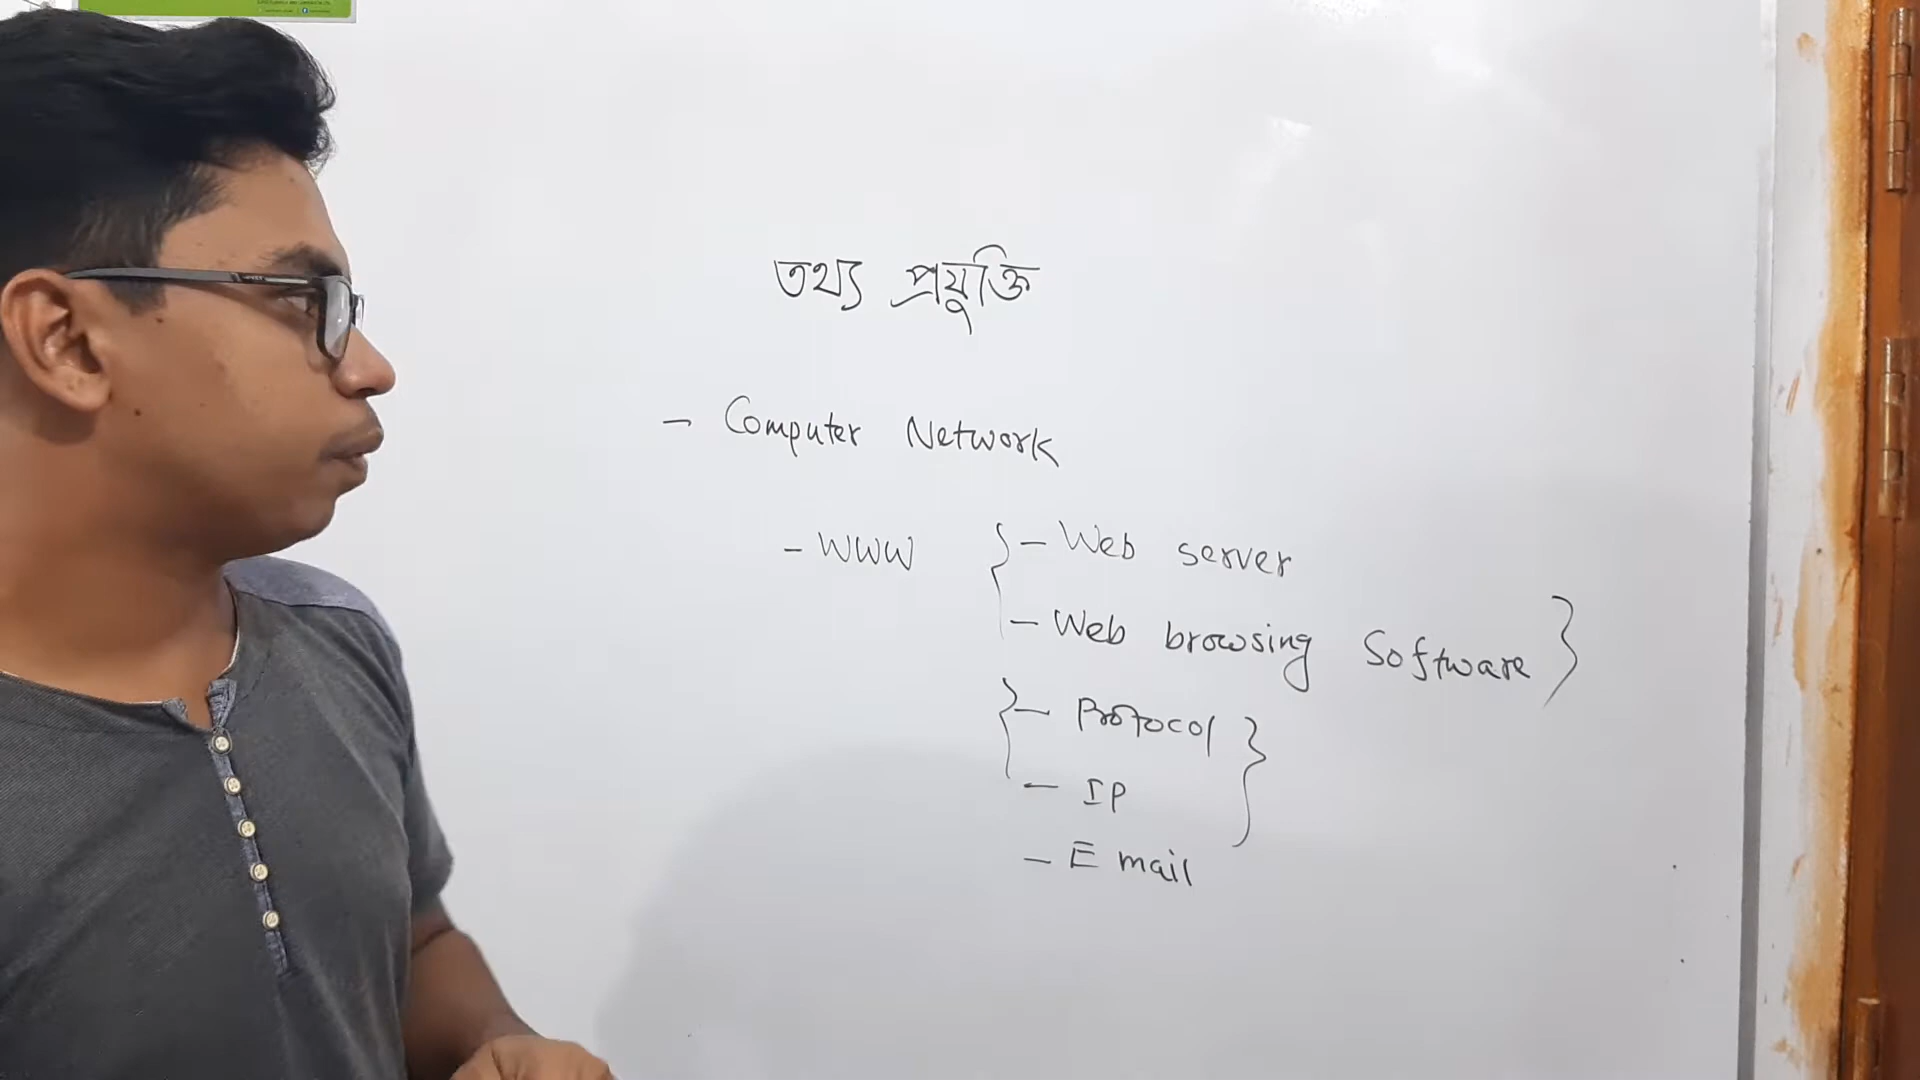 তথ্য প্রযুক্তি
- Computer Network
- WWW { - Web server
- Web browsing Software }
} - Protocol }
- IP
- E mail